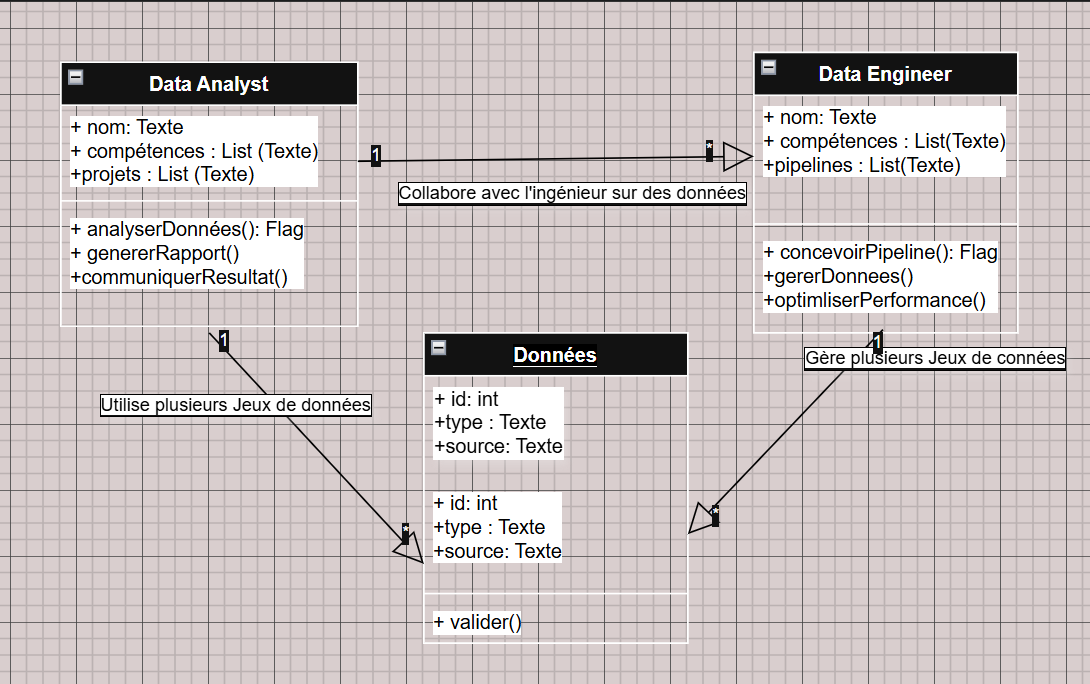 Data Analyst
+ nom: Texte
+ compétences : List (Texte)
+projets : List (Texte)
+ analyserDonnées(): Flag
+ genererRapport()
+communiquerResultat()
1
*
Collabore avec l'ingénieur sur des données
Data Engineer
+ nom: Texte
+ compétences : List(Texte)
+pipelines : List(Texte)
+ concevoirPipeline(): Flag
+gererDonnees()
+optimliserPerformance()
1
Utilise plusieurs Jeux de données
*
1
Gère plusieurs Jeux de connées
*
Données
+ id: int
+type : Texte
+source: Texte
+ id: int
+type : Texte
+source: Texte
+ valider()